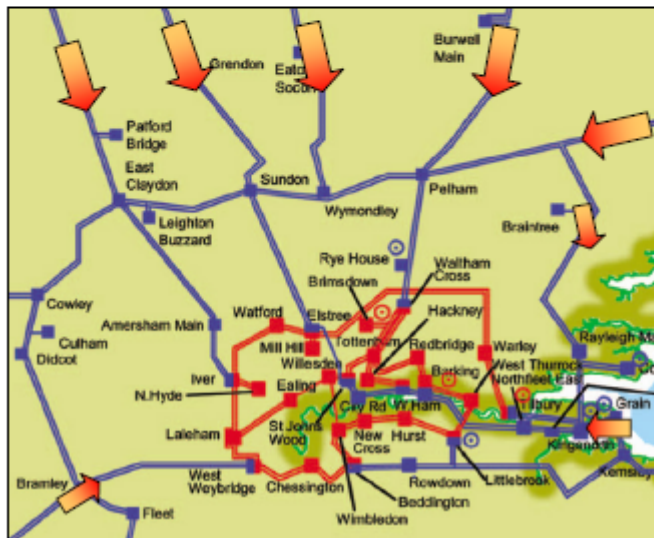 Grendon
Eaton
Socon
Burwell
Main
Patford
Bridge
East
Claydon
Leighton
Buzzard
Sundon
Wymondley
Pelham
Braintree
Rye House
Brimsdown
Waltham
Cross
Cowley
Culham
Didcot
Amersham Main
Watford
Elstree
Hackney
Mill Hill
Tottenham
Redbridge
Warley
Rayleigh
Willesden
Barking
West Thurrock
Northfleet East
Iver
N.Hyde
Ealing
City Rd
W.Ham
Tilbury
Grain
St Johns
Wood
New
Cross
Hurst
Kingsnorth
Laleham
Kemsley
Bramley
West
Weybridge
Chessington
Rowdown
Littlebrook
Beddington
Wimbledon
Fleet